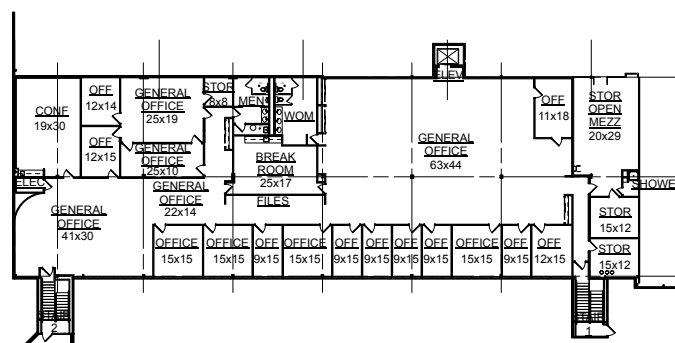 ELEV
CONF
19x30
OFF
12x14
GENERAL
OFFICE
25x19
STOR
8x8
MEN
WOM
OFF
11x18
STOR
OPEN
MEZZ
20x29
OFF
12x15
GENERAL
OFFICE
25x10
BREAK
ROOM
25x17
GENERAL
OFFICE
63x44
ELEC
GENERAL
OFFICE
22x14
FILES
SHOWE
GENERAL
OFFICE
41x30
STOR
15x12
OFFICE
15x15
OFFICE
15x15
OFF
9x15
OFFICE
15x15
OFF
9x15
OFF
9x15
OFF
9x15
OFF
9x15
OFFICE
15x15
OFF
9x15
OFF
12x15
STOR
15x12
STAIR
2
1